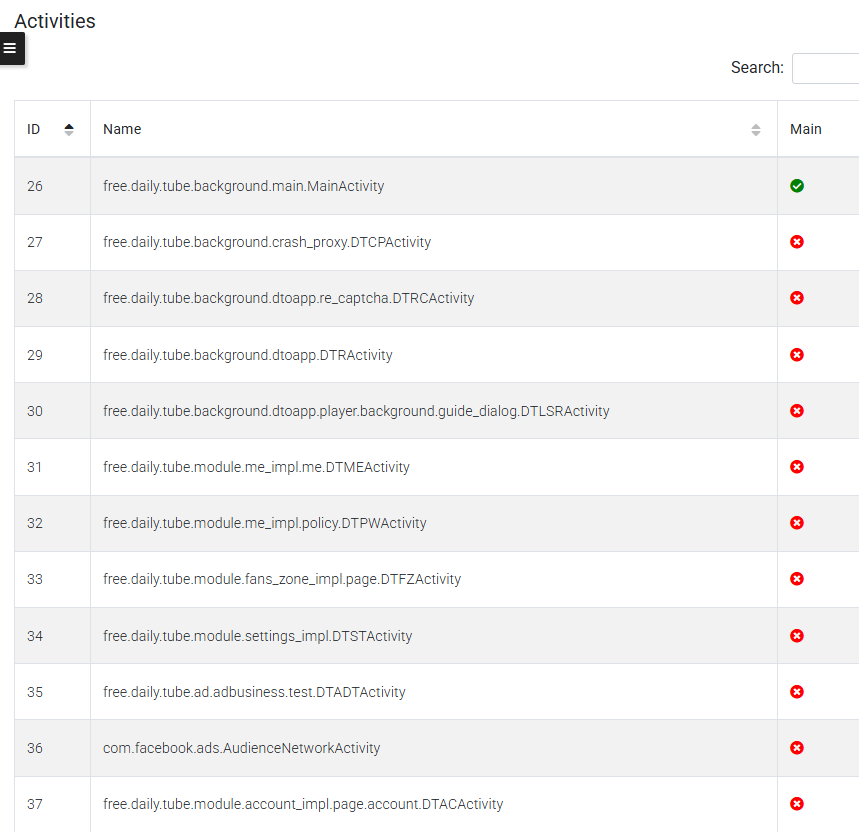 Activities
Search:
ID Name Main
26 free.daily.tube.background.main.MainActivity
27 free.daily.tube.background.crash_proxy.DTCPActivity
28 free.daily.tube.background.dtoapp.re_captcha.DTRCActivity
29 free.daily.tube.background.dtoapp.DTRActivity
30 free.daily.tube.background.dtoapp.player.background.guide_dialog.DTLSRActivity
31 free.daily.tube.module.me_impl.me.DTMEActivity
32 free.daily.tube.module.me_impl.policy.DTPWActivity
33 free.daily.tube.module.fans_zone_impl.page.DTFZActivity
34 free.daily.tube.module.settings_impl.DTSTActivity
35 free.daily.tube.ad.adbusiness.test.DTADTActivity
36 com.facebook.ads.AudienceNetworkActivity
37 free.daily.tube.module.account_impl.page.account.DTACActivity